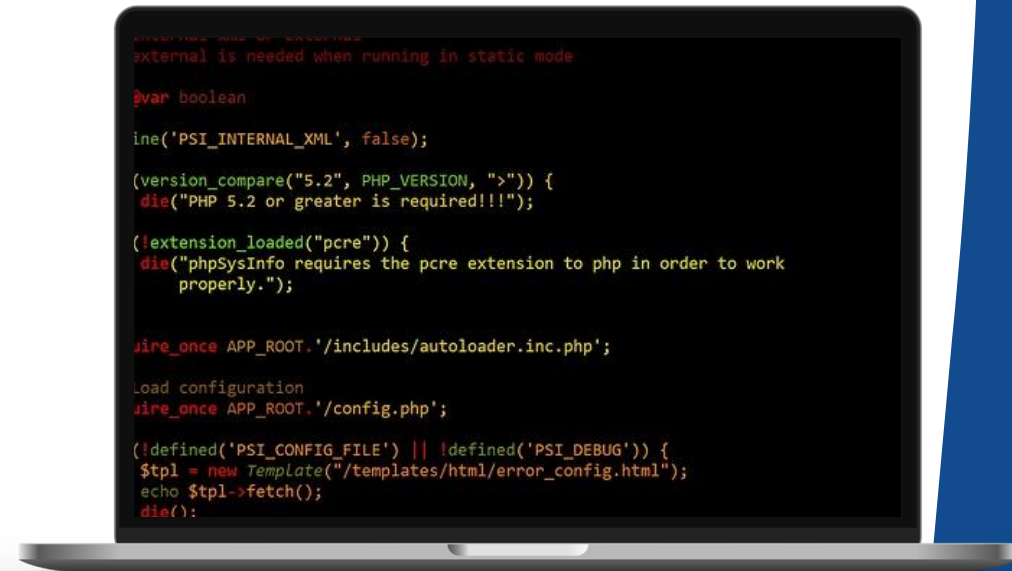 external is needed when running in static mode
@var boolean
ine('PSI_INTERNAL_XML', false);
(version_compare("5.2", PHP_VERSION, ">")) {
die("PHP 5.2 or greater is required!!!");
(!extension_loaded("pcre")) {
die("phpSysInfo requires the pcre extension to php in order to work
properly.");
uire_once APP_ROOT.'/includes/autoloader.inc.php';
Load configuration
uire_once APP_ROOT.'/config.php';
(!defined('PSI_CONFIG_FILE') || !defined('PSI_DEBUG')) {
$tpl = new Template("/templates/html/error_config.html");
echo $tpl->fetch();
die();